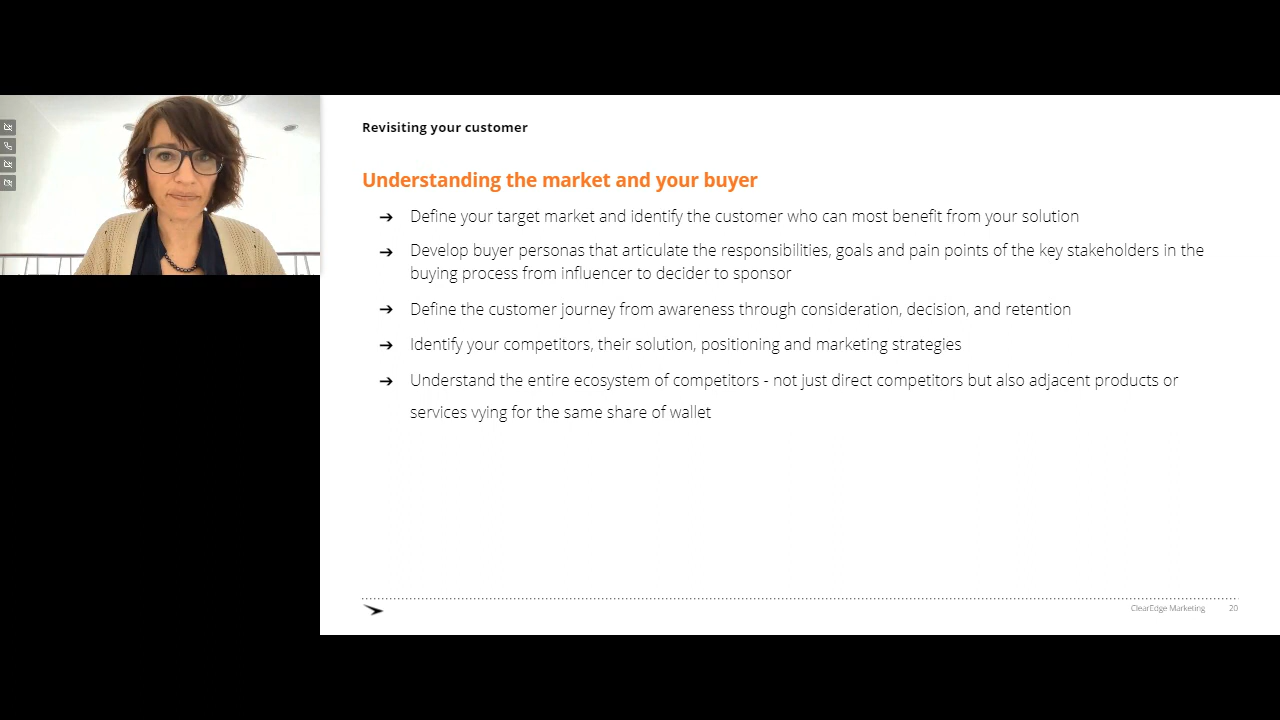 Revisiting your customer
Understanding the market and your buyer
➔ Define your target market and identify the customer who can most benefit from your solution
➔ Develop buyer personas that articulate the responsibilities, goals and pain points of the key stakeholders in the
buying process from influencer to decider to sponsor
➔ Define the customer journey from awareness through consideration, decision, and retention
➔ Identify your competitors, their solution, positioning and marketing strategies
➔ Understand the entire ecosystem of competitors - not just direct competitors but also adjacent products or
services vying for the same share of wallet
ClearEdge Marketing 20